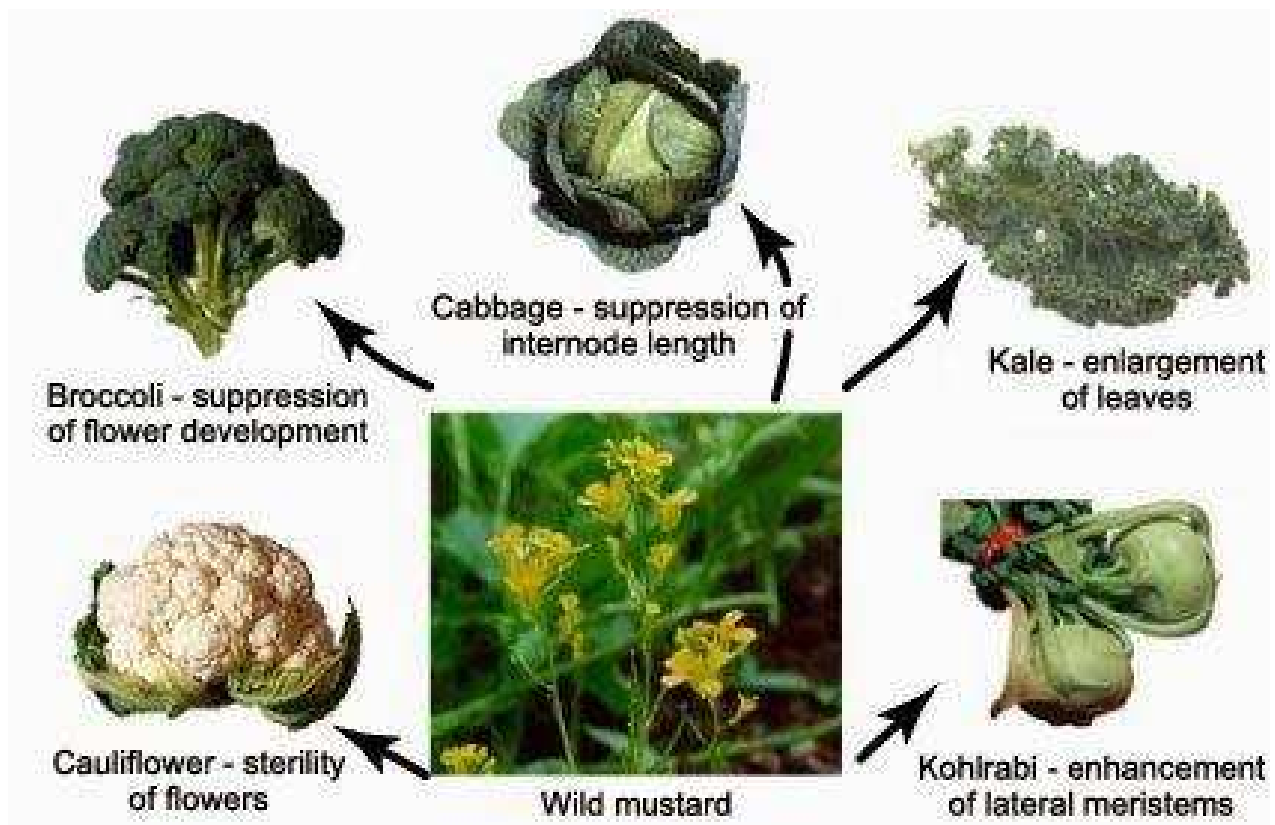 Cabbage - suppression of
internode length
Kale - enlargement
of leaves
Broccoli - suppression
of flower development
Cauliflower - sterility
of flowers
Wild mustard
Kohlrabi - enhancement
of lateral meristems